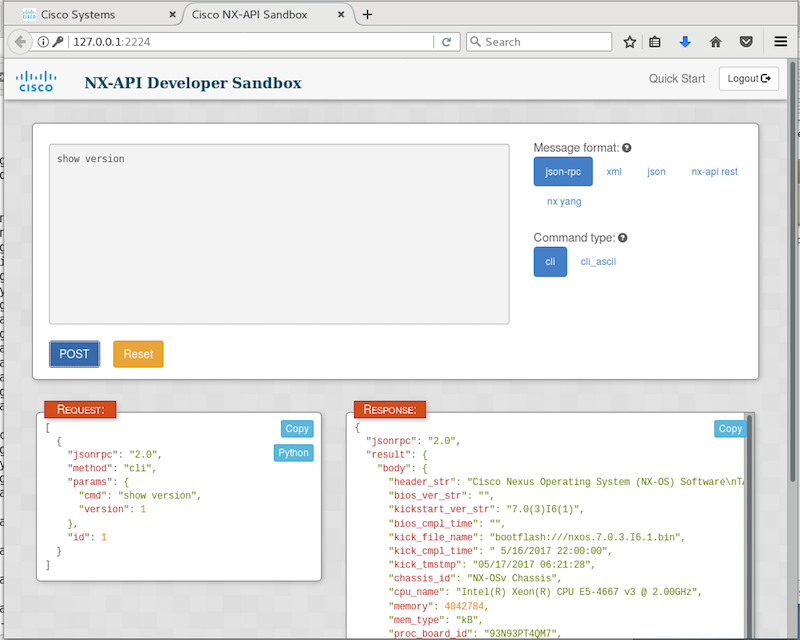 Cisco Systems
Cisco NX-API Sandbox
127.0.0.1:2224
Search
CISCO
NX-API Developer Sandbox
Quick Start
Logout
show version
Message format:
json-rpc xml json nx-api rest
nx yang
Command type:
cli cli_ascii
POST
Reset
REQUEST:
Copy
Python
[
{
"jsonrpc": "2.0",
"method": "cli",
"params": {
"cmd": "show version",
"version": 1
},
"id": 1
}
]
RESPONSE:
Copy
{
"jsonrpc": "2.0",
"result": {
"body": {
"header_str": "Cisco Nexus Operating System (NX-OS) Software\nTA
"bios_ver_str": "",
"kickstart_ver_str": "7.0(3)I6(1)",
"bios_cmpl_time": "",
"kick_file_name": "bootflash:///nxos.7.0.3.I6.1.bin",
"kick_cmpl_time": " 5/16/2017 22:00:00",
"kick_tmstmp": "05/17/2017 06:21:28",
"chassis_id": "NX-OSv Chassis",
"cpu_name": "Intel(R) Xeon(R) CPU E5-4667 v3 @ 2.00GHz",
"memory": 4042784,
"mem_type": "kB",
"proc_board_id": "93N93PT4QM7",